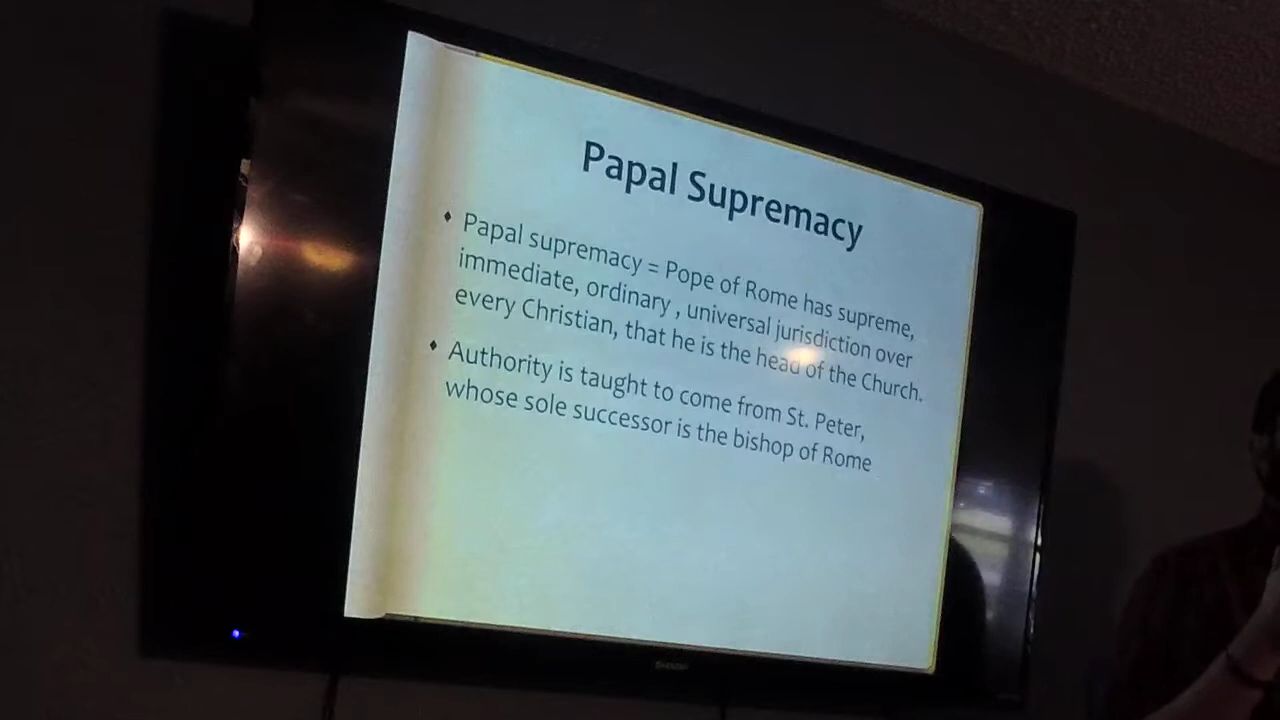 Papal Supremacy
♦ Papal supremacy = Pope of Rome has supreme,
immediate, ordinary , universal jurisdiction over
every Christian, that he is the head of the Church.
♦ Authority is taught to come from St. Peter,
whose sole successor is the bishop of Rome